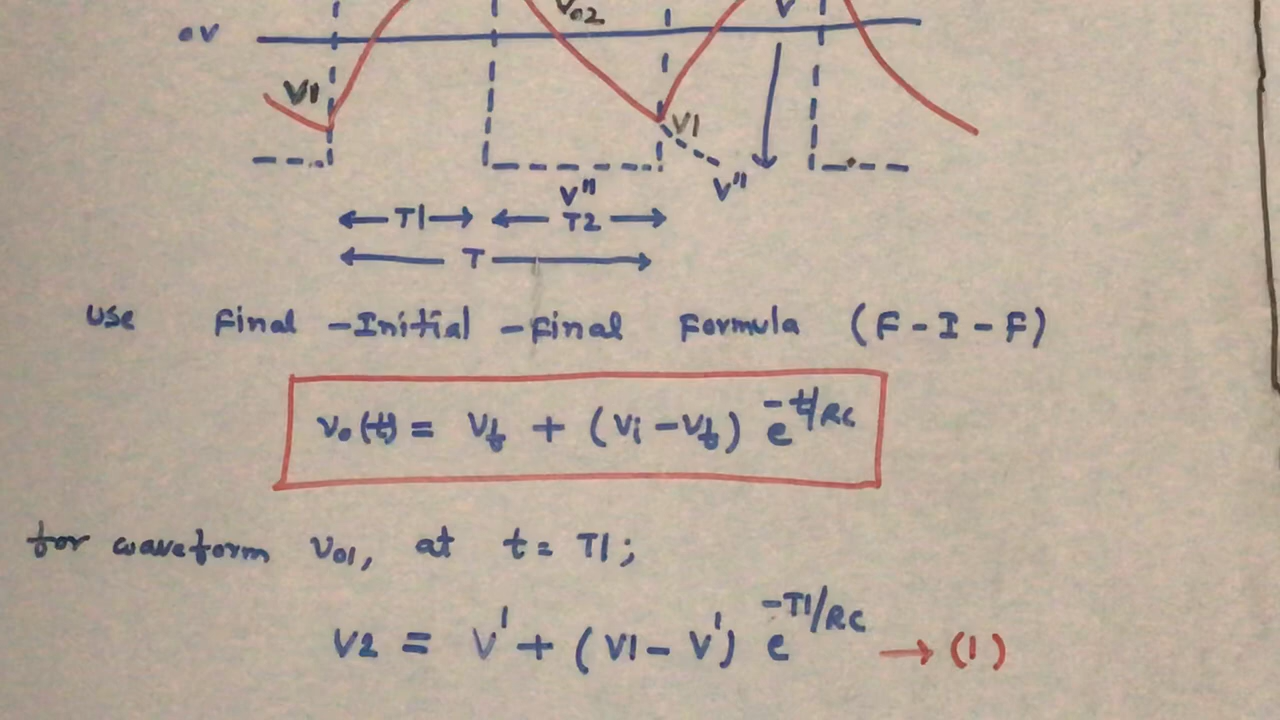 Vo2
V
0V
V1
V1
V" V"
T1 T2
T
Use Final - Initial - Final Formula (F - I - F)
vo(t) = Vf + (Vi - Vf) e^-t/RC
for waveform vo1, at t = T1;
V2 = V' + (V1 - V') e^-T1/RC → (1)